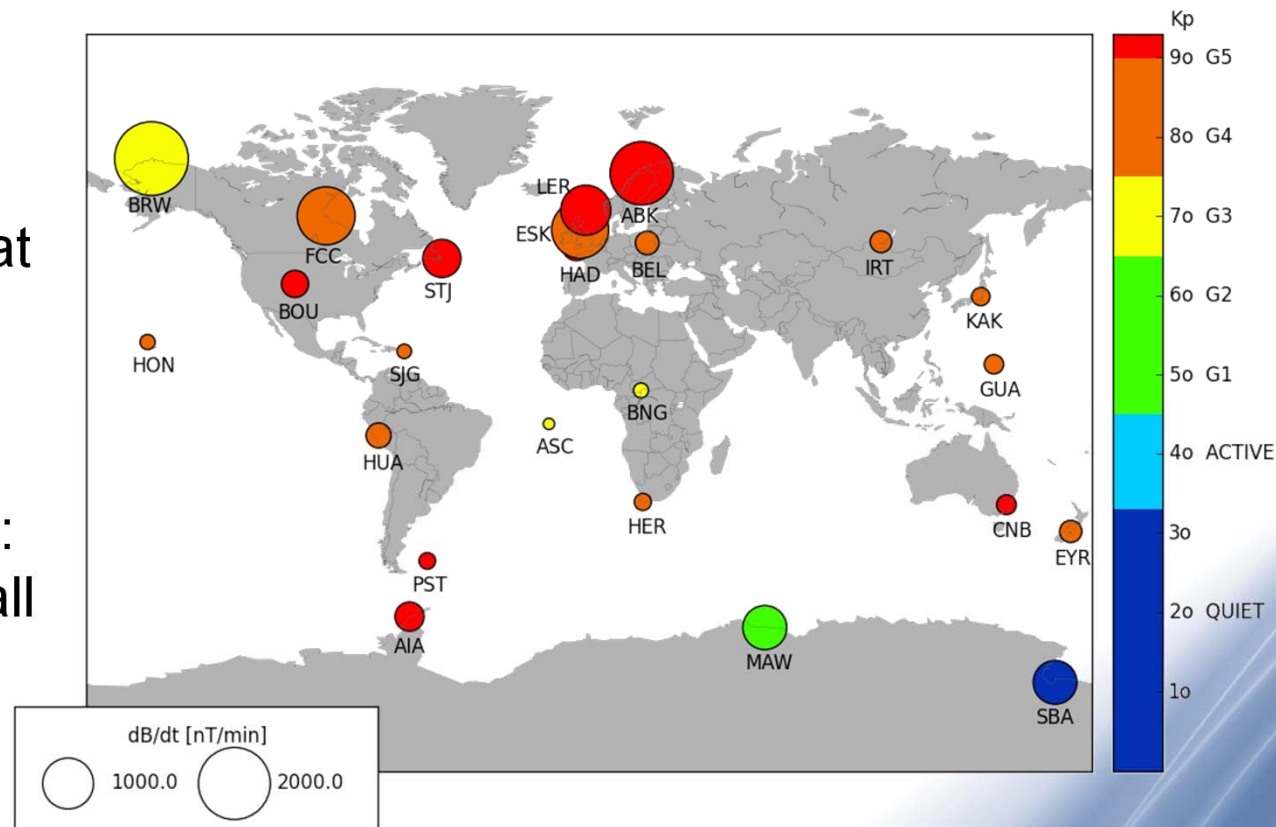 at
:
all
BRW
FCC
BOU
STJ
HON
SJG
HUA
PST
AIA
LER
ESK
HAD
ABK
BEL
IRT
KAK
GUA
BNG
ASC
HER
CNB
EYR
MAW
SBA
dB/dt [nT/min]
1000.0 2000.0
Kp
9o G5
8o G4
7o G3
6o G2
5o G1
4o ACTIVE
3o
2o QUIET
1o